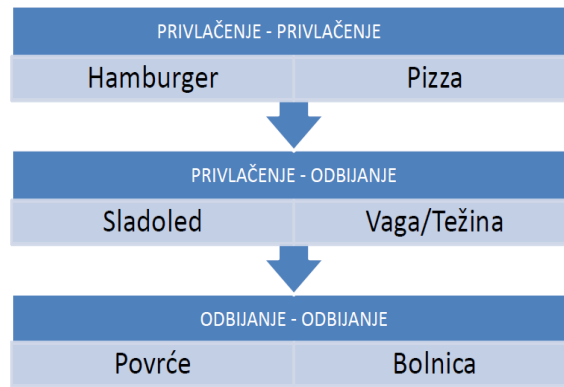 PRIVLAČENJE - PRIVLAČENJE
Hamburger Pizza
PRIVLAČENJE - ODBIJANJE
Sladoled Vaga/Težina
ODBIJANJE - ODBIJANJE
Povrće Bolnica